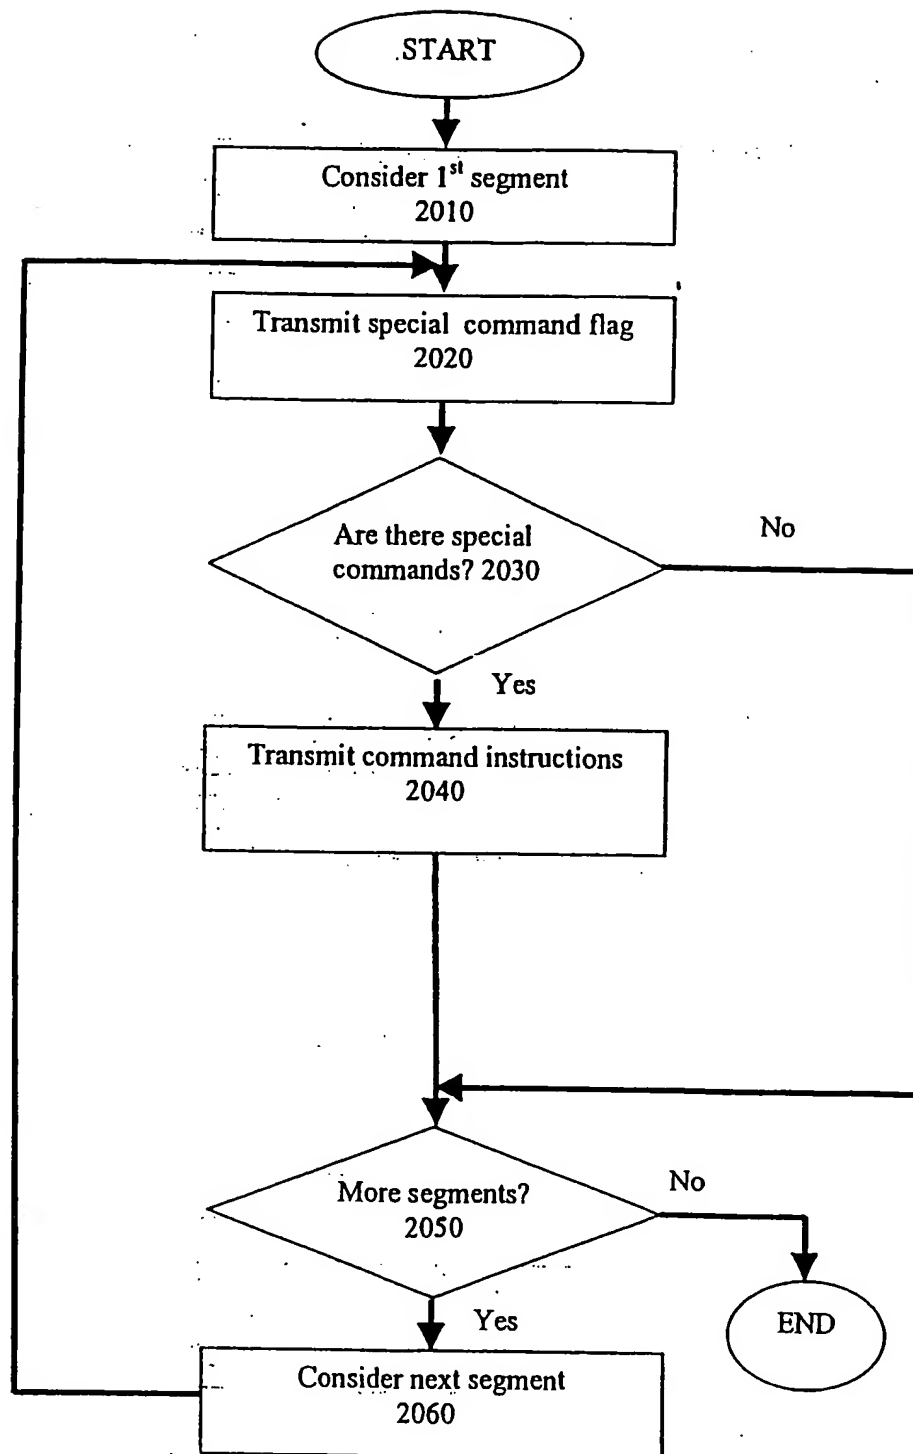 START
Consider 1st segment
2010
Transmit special command flag
2020
Are there special
commands? 2030
No
Yes
Transmit command instructions
2040
More segments?
2050
No
Yes
END
Consider next segment
2060